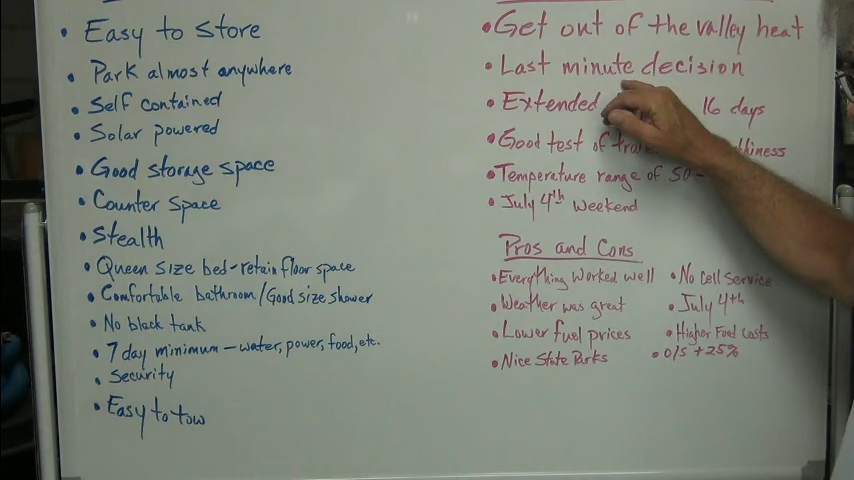 Easy to store
Park almost anywhere
Self contained
Solar powered
Good storage space
Counter Space
Stealth
Queen size bed-retain floor space
Comfortable bathroom/Good size shower
No black tank
7 day minimum - water, power, food, etc.
Security
Easy to tow
Get out of the valley heat
Last minute decision
Extended 16 days
Good test of
Temperature range of 50-
July 4th weekend
Pros and Cons
Everything worked well
Weather was great
Lower fuel prices
Nice State Parks
No cell service
July 4th
Higher Food costs
O/S +25%